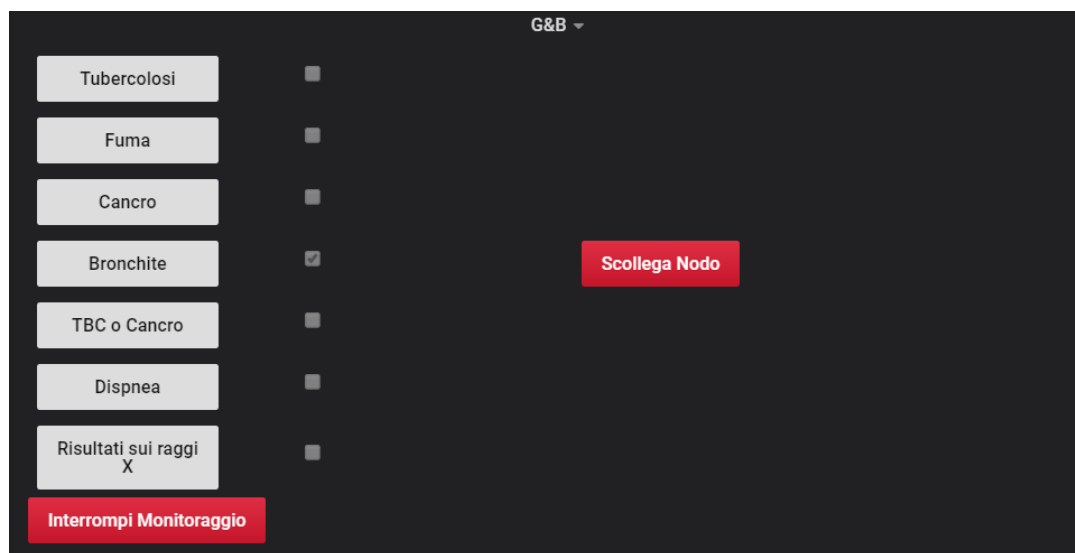 G&B
Tubercolosi
Fuma
Cancro
Bronchite
Scollega Nodo
TBC o Cancro
Dispnea
Risultati sui raggi
X
Interrompi Monitoraggio